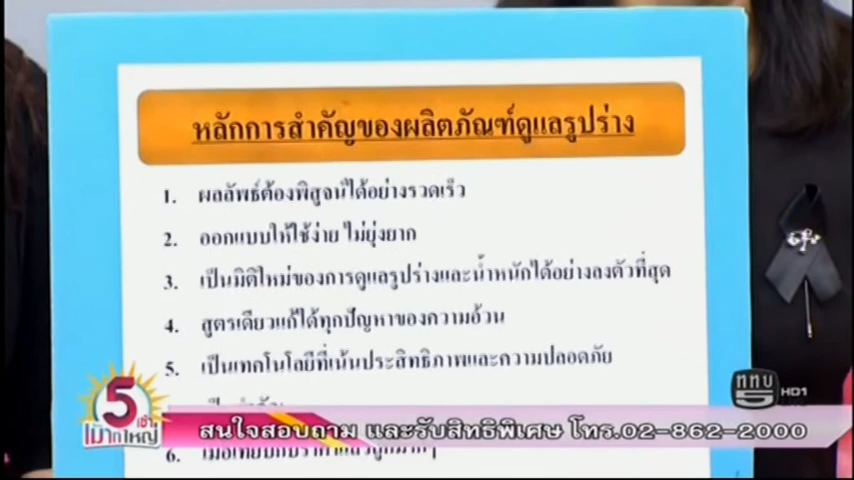 หลักการสำคัญของผลิตภัณฑ์ดูแลรูปร่าง
1. ผลลัพธ์ต้องพิสูจน์ได้อย่างรวดเร็ว
2. ออกแบบให้ใช้ง่าย ไม่ยุ่งยาก
3. เป็นมิติใหม่ของการดูแลรูปร่างและน้ำหนักได้อย่างลงตัวที่สุด
4. สูตรเดียวแก้ได้ทุกปัญหาของความอ้วน
5. เป็นเทคโนโลยีที่เน้นประสิทธิภาพและความปลอดภัย
5 เช้า
เม้าท์ใหญ่
ททบ
5 HD1
สนใจสอบถาม และรับสิทธิพิเศษ โทร.02-862-2000
6.